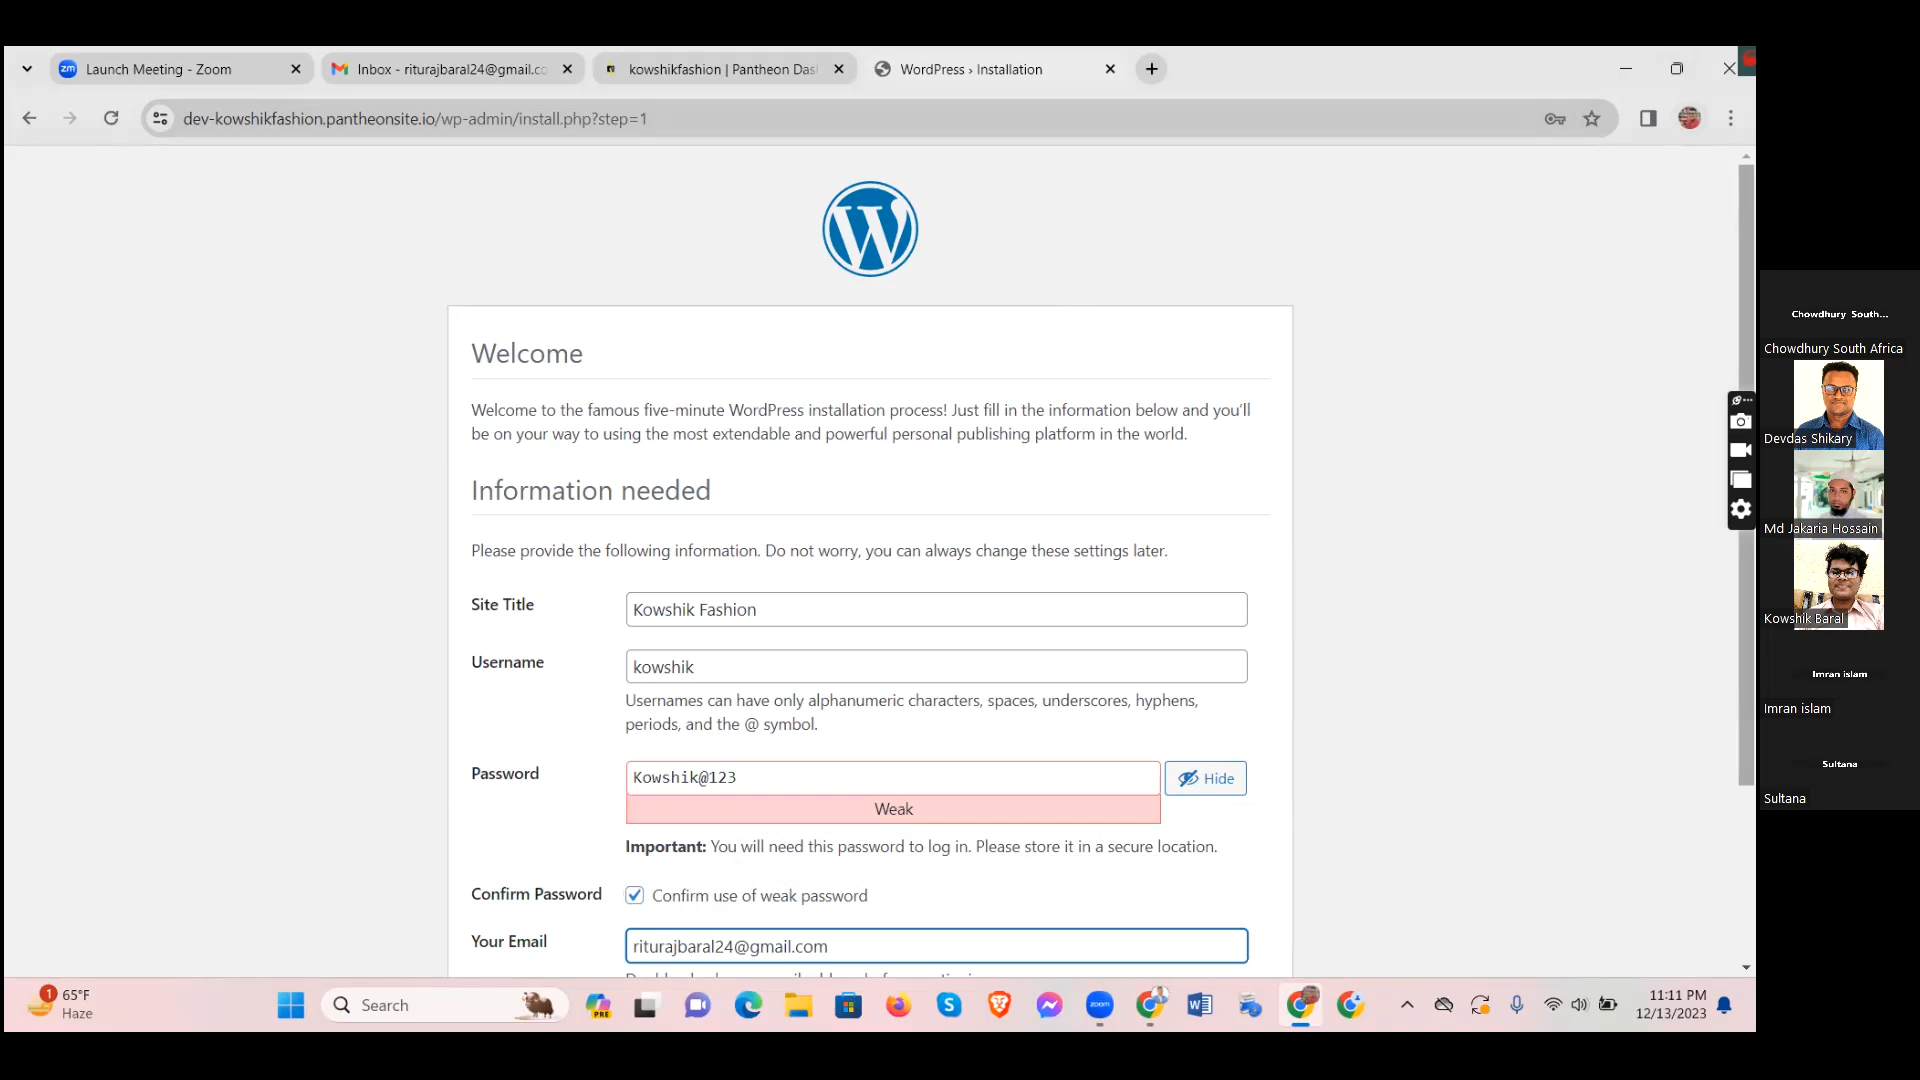 Launch Meeting - Zoom
Inbox - riturajbaral24@gmail.co
kowshikfashion | Pantheon Das
WordPress › Installation
dev-kowshikfashion.pantheonsite.io/wp-admin/install.php?step=1
Welcome
Welcome to the famous five-minute WordPress installation process! Just fill in the information below and you’ll
be on your way to using the most extendable and powerful personal publishing platform in the world.
Information needed
Please provide the following information. Do not worry, you can always change these settings later.
Site Title
Kowshik Fashion
Username
kowshik
Usernames can have only alphanumeric characters, spaces, underscores, hyphens,
periods, and the @ symbol.
Password
Kowshik@123
Hide
Weak
Important: You will need this password to log in. Please store it in a secure location.
Confirm Password
Confirm use of weak password
Your Email
riturajbaral24@gmail.com
Chowdhury South...
Chowdhury South Africa
Devdas Shikary
Md Jakaria Hossain
Kowshik Baral
Imran islam
Imran islam
Sultana
Sultana
1
65°F
Haze
Search
PRE
zoom
11:11 PM
12/13/2023